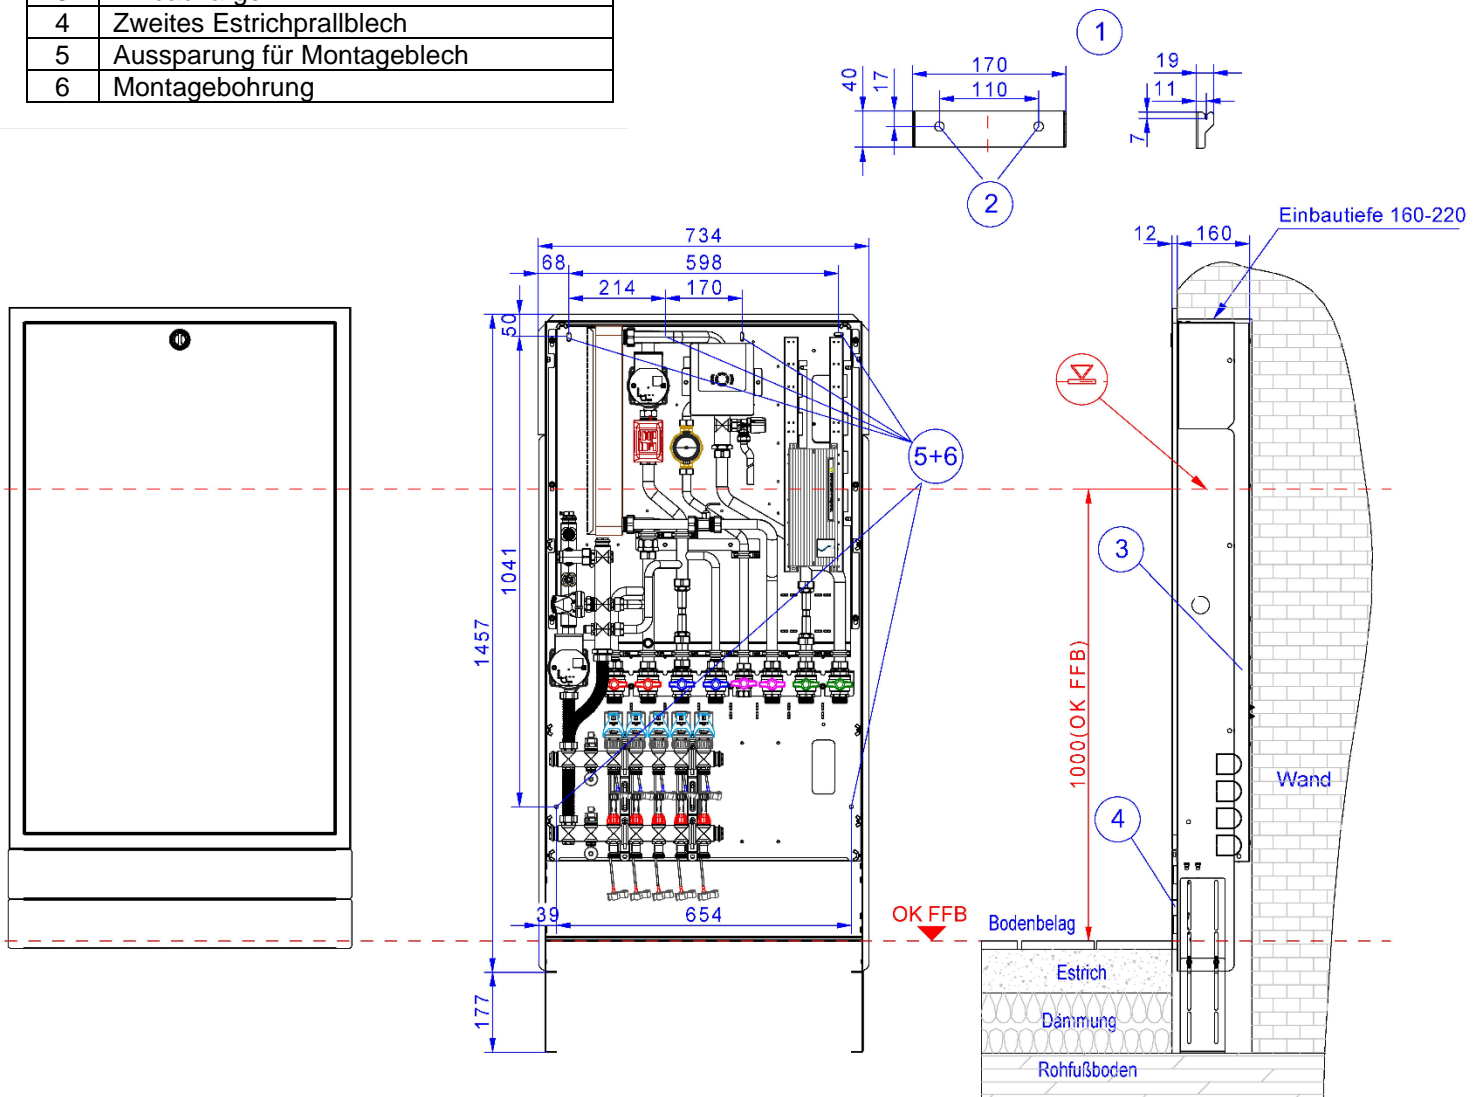 4 Zweites Estrichprallblech
5 Aussparung für Montageblech
6 Montagebohrung
1
170
110
40
17
19
11
7
2
Einbautiefe 160-220
12
160
734
68
598
214
170
50
5+6
1041
1457
3
1000(OK FFB)
Wand
4
39
654
OK FFB
Bodenbelag
Estrich
177
Dämmung
Rohfußboden